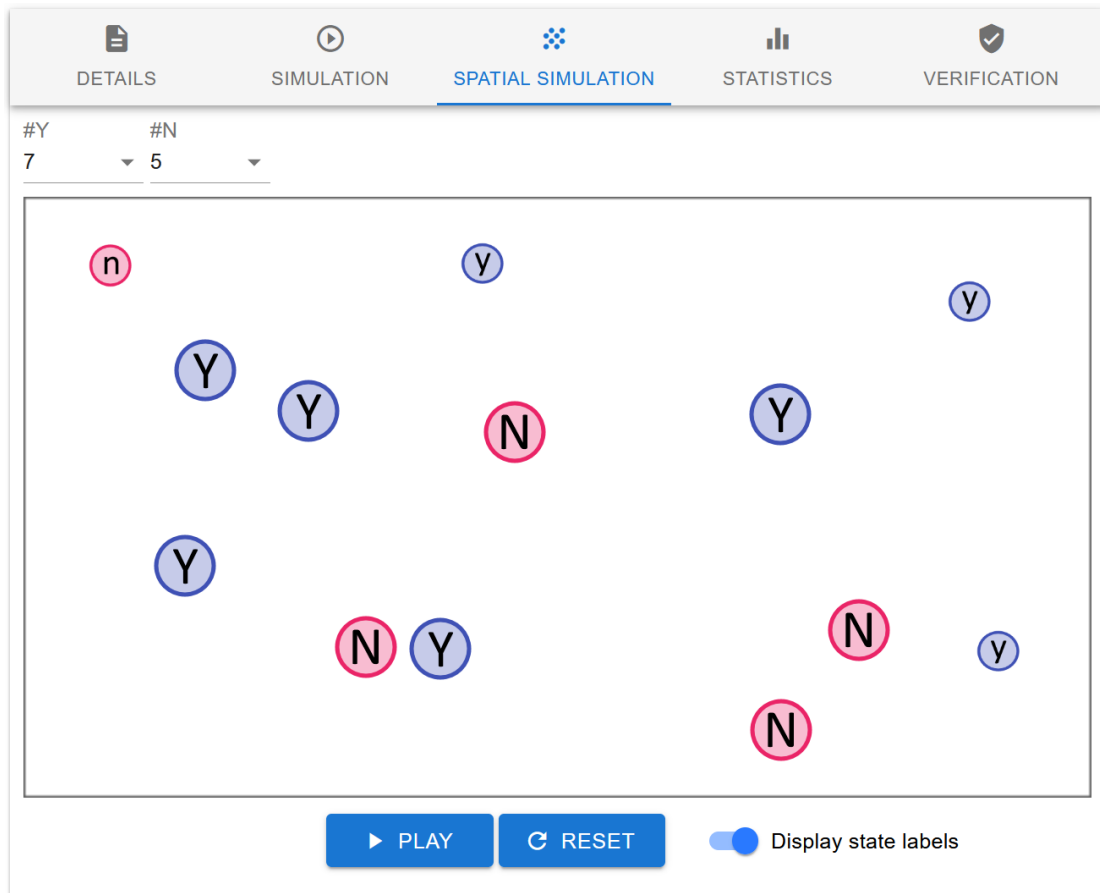 DETAILS SIMULATION SPATIAL SIMULATION STATISTICS VERIFICATION
#Y #N
7 5
n y
y
Y
Y Y
N
Y
N Y N y
N
PLAY RESET Display state labels